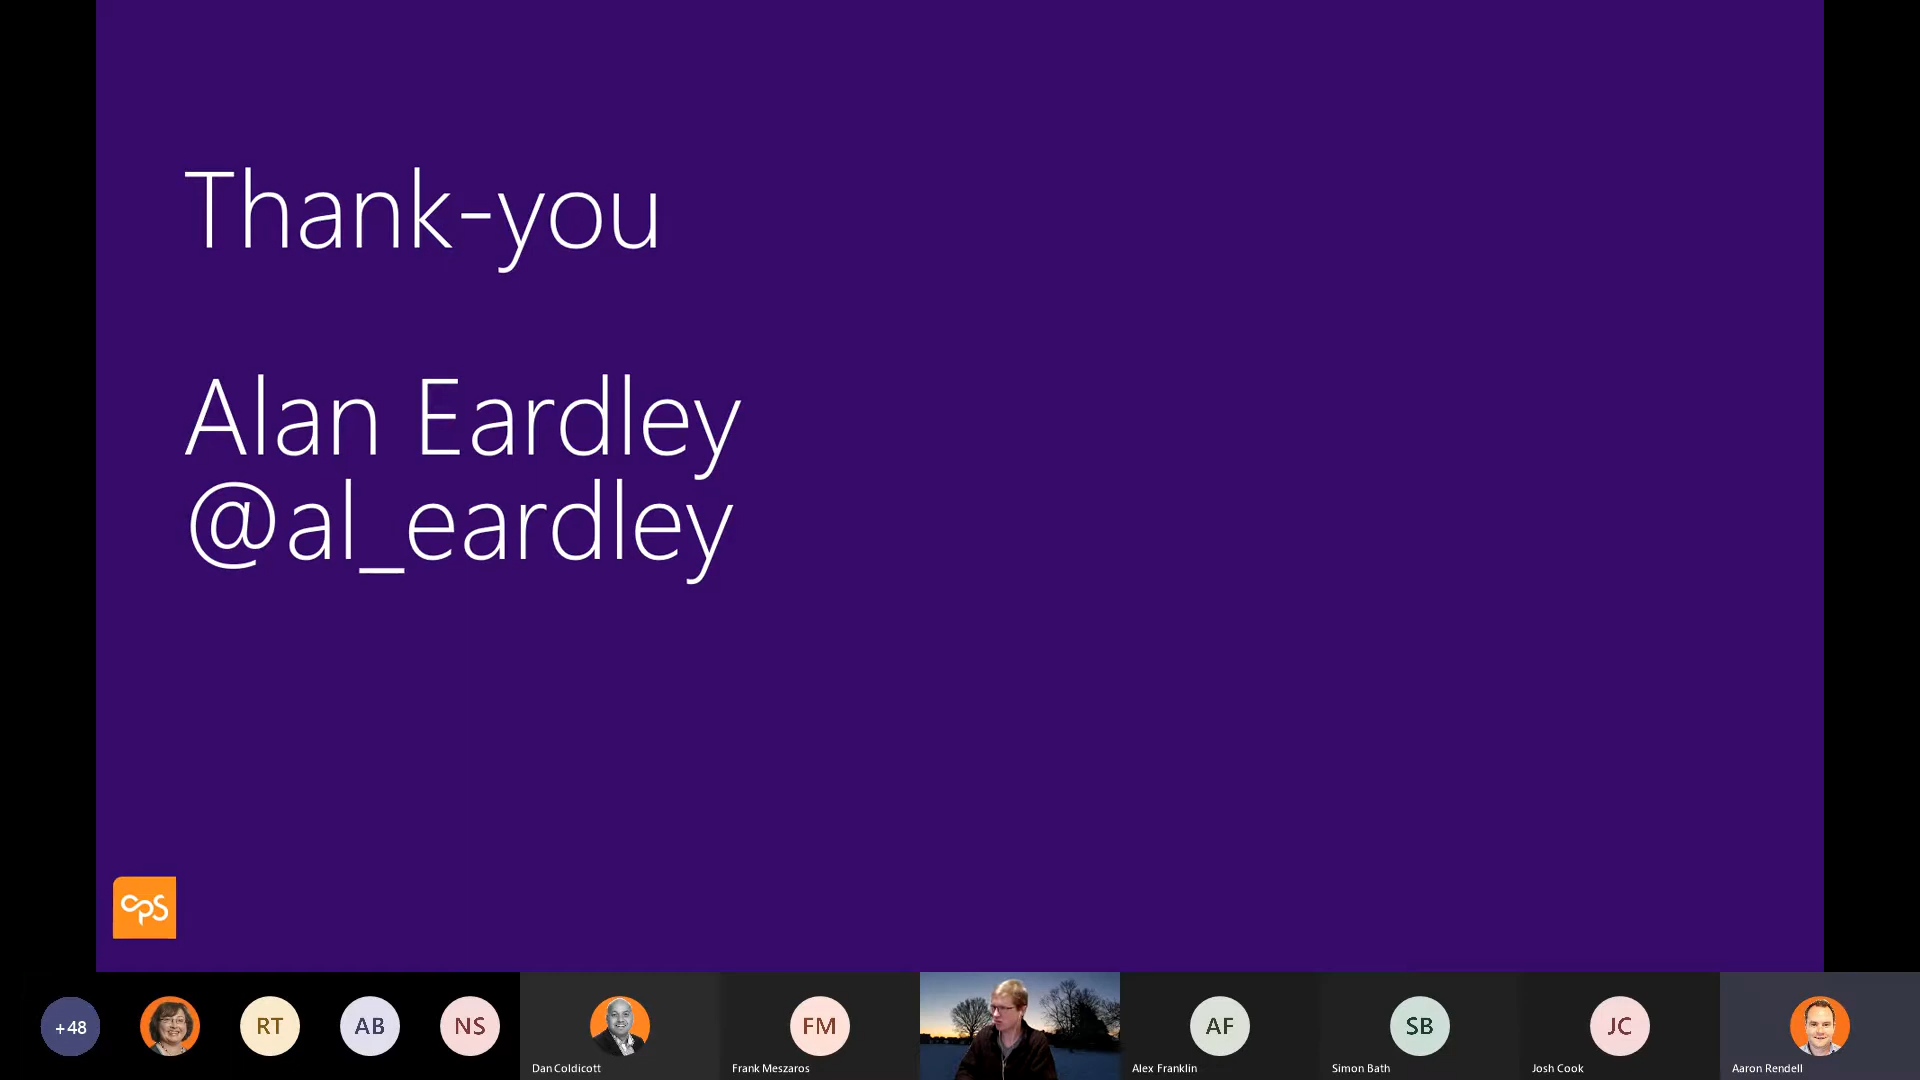 Thank-you
Alan Eardley
@al_eardley
cps
+48
RT
AB
NS
Dan Coldicott
FM
Frank Meszaros
AF
Alex Franklin
SB
Simon Bath
JC
Josh Cook
Aaron Rendell